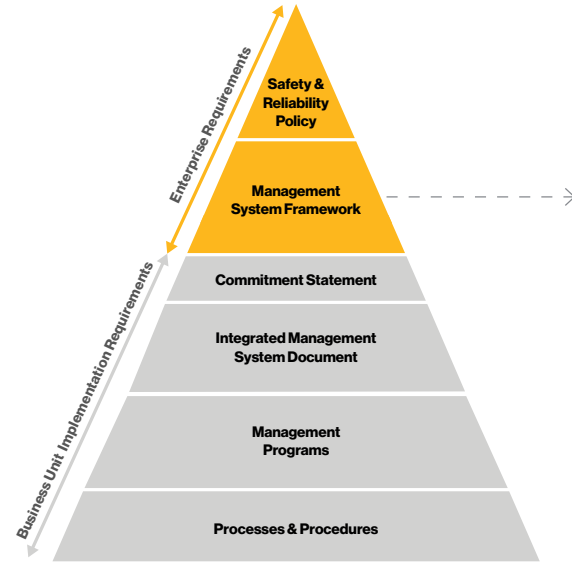 Enterprise Requirements
Safety &
Reliability
Policy
Management
System Framework
Business Unit Implementation Requirements
Commitment Statement
Integrated Management
System Document
Management
Programs
Processes & Procedures